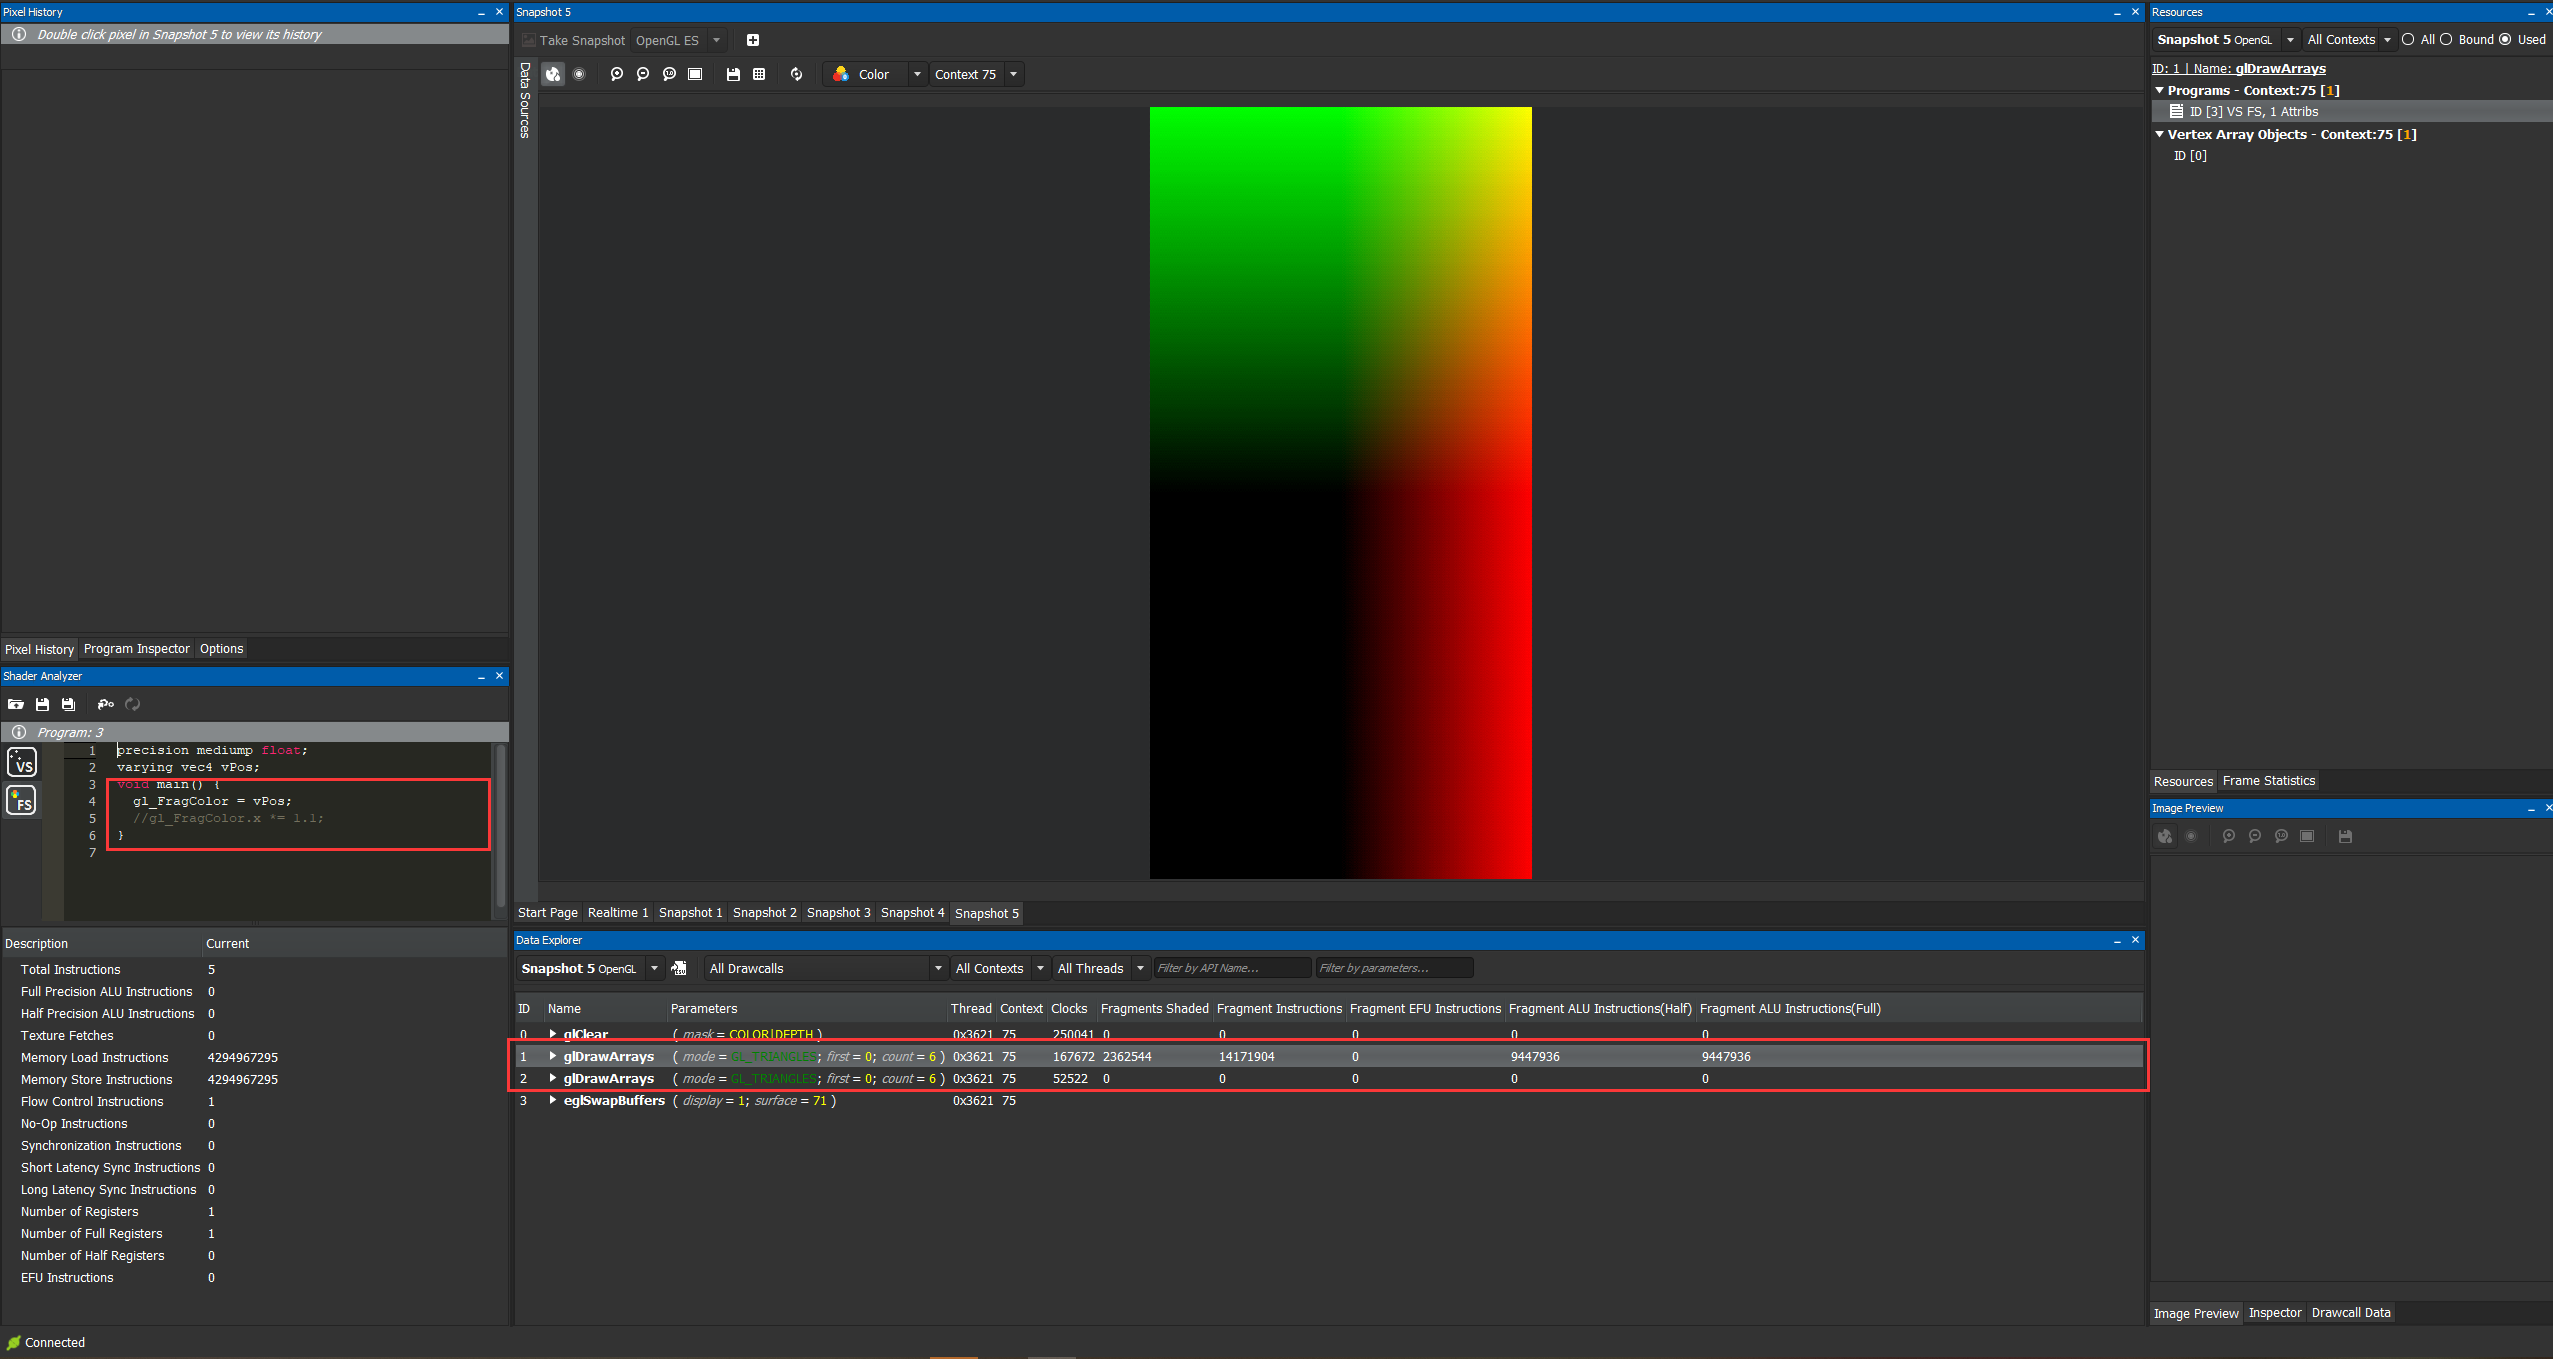 Pixel History
Double click pixel in Snapshot 5 to view its history
Pixel History Program Inspector Options
Shader Analyzer
Program: 3
VS
FS
1 precision mediump float;
2 varying vec4 vPos;
3 void main() {
4 gl_FragColor = vPos;
5 //gl_FragColor.x *= 1.1;
6 }
7
Description Current
Total Instructions 5
Full Precision ALU Instructions 0
Half Precision ALU Instructions 0
Texture Fetches 0
Memory Load Instructions 4294967295
Memory Store Instructions 4294967295
Flow Control Instructions 1
No-Op Instructions 0
Synchronization Instructions 0
Short Latency Sync Instructions 0
Long Latency Sync Instructions 0
Number of Registers 1
Number of Full Registers 1
Number of Half Registers 0
EFU Instructions 0
Connected
Snapshot 5
Take Snapshot OpenGL ES
Data Sources
Color Context 75
Start Page Realtime 1 Snapshot 1 Snapshot 2 Snapshot 3 Snapshot 4 Snapshot 5
Data Explorer
Snapshot 5 OpenGL All Drawcalls All Contexts All Threads Filter by API Name... Filter by parameters...
ID Name Parameters Thread Context Clocks Fragments Shaded Fragment Instructions Fragment EFU Instructions Fragment ALU Instructions(Half) Fragment ALU Instructions(Full)
0 glClear ( mask = COLOR|DEPTH ) 0x3621 75 250041 0 0 0 0 0
1 glDrawArrays ( mode = GL_TRIANGLES; first = 0; count = 6 ) 0x3621 75 167672 2362544 14171904 0 9447936 9447936
2 glDrawArrays ( mode = GL_TRIANGLES; first = 0; count = 6 ) 0x3621 75 52522 0 0 0 0 0
3 eglSwapBuffers ( display = 1; surface = 71 ) 0x3621 75
Resources
Snapshot 5 OpenGL All Contexts All Bound Used
ID: 1 | Name: glDrawArrays
Programs - Context:75 [1]
ID [3] VS FS, 1 Attribs
Vertex Array Objects - Context:75 [1]
ID [0]
Resources Frame Statistics
Image Preview
Image Preview Inspector Drawcall Data